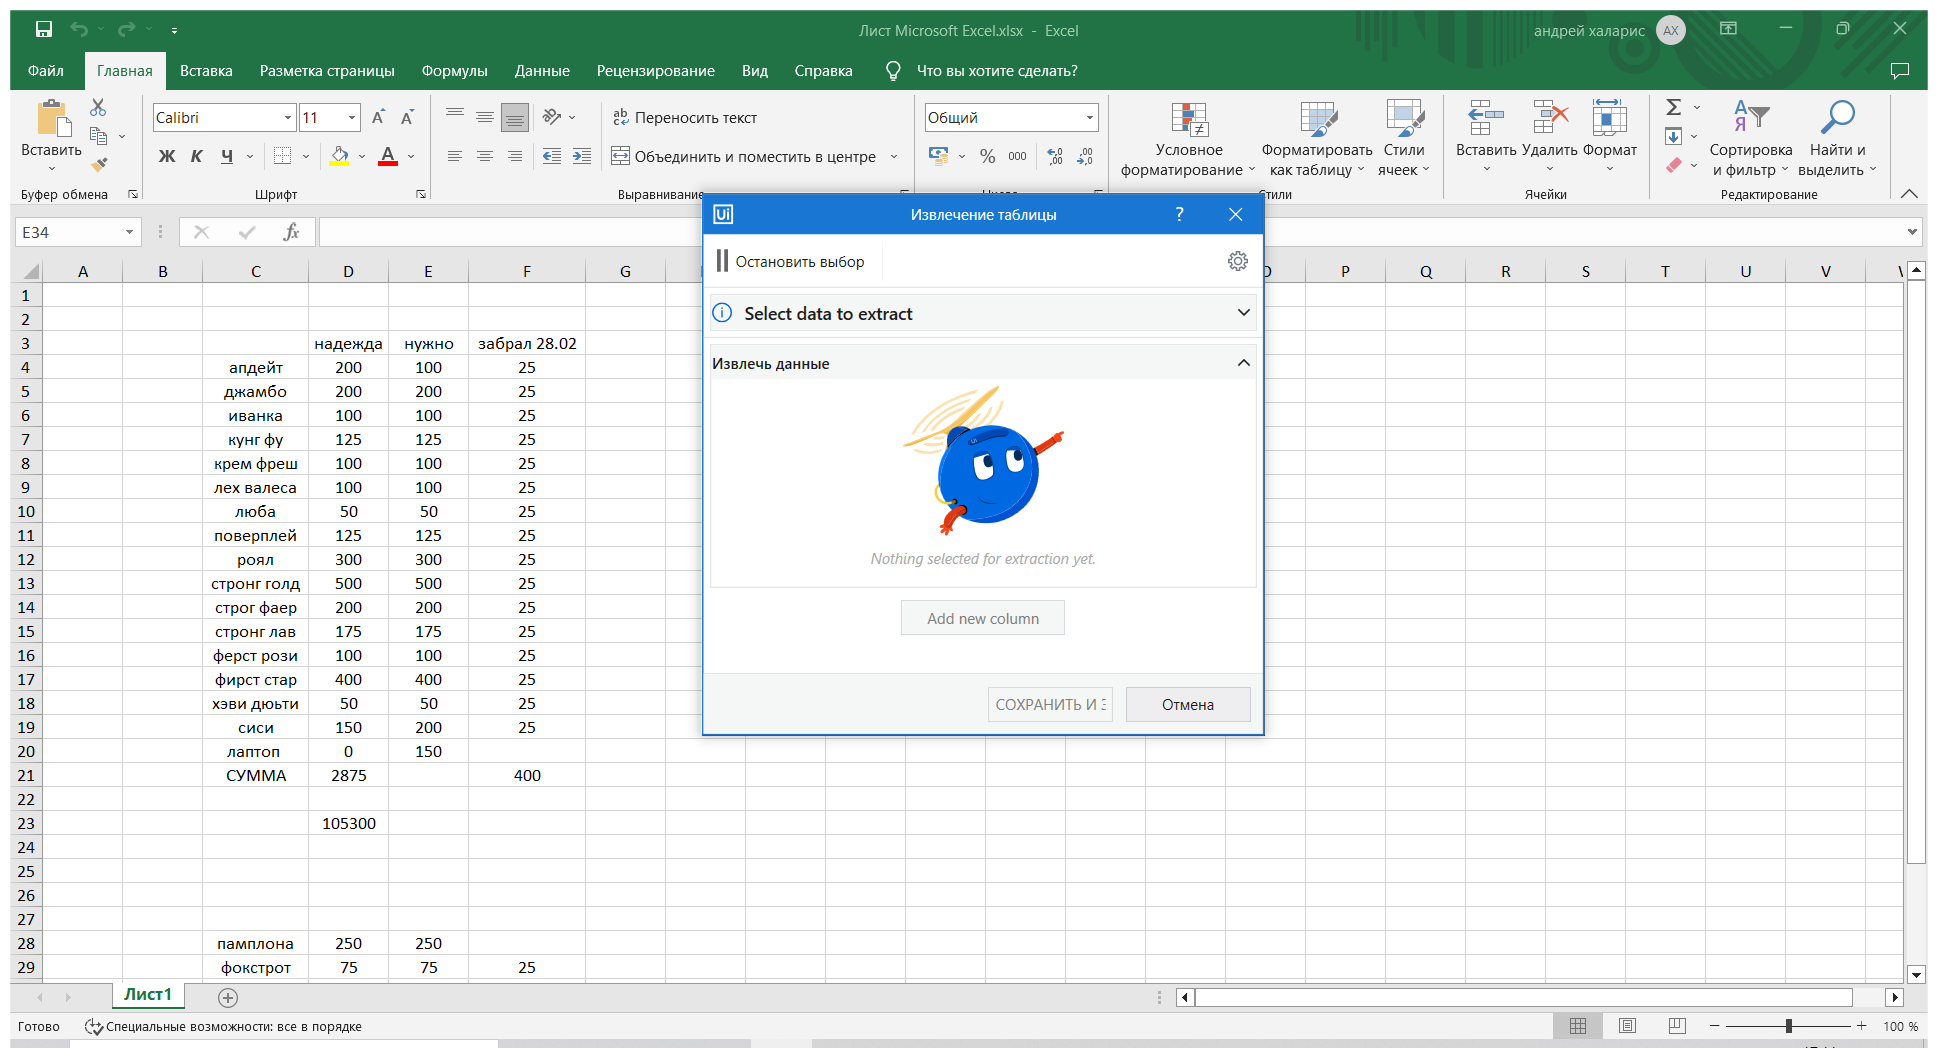 Лист Microsoft Excel.xlsx - Excel
андрей халарис
АХ
Файл Главная Вставка Разметка страницы Формулы Данные Рецензирование Вид Справка Что вы хотите сделать?
Вставить
Буфер обмена
Calibri 11
Ж К Ч
Шрифт
Переносить текст
Объединить и поместить в центре
Выравнивание
Общий
% 000
Условное форматирование
Форматировать как таблицу
Стили ячеек
Вставить Удалить Формат
Ячейки
Сортировка и фильтр
Найти и выделить
Редактирование
E34
fx
A B C D E F G P Q R S T U V
1
2
3 надежда нужно забрал 28.02
4 апдейт 200 100 25
5 джамбо 200 200 25
6 иванка 100 100 25
7 кунг фу 125 125 25
8 крем фреш 100 100 25
9 лех валеса 100 100 25
10 люба 50 50 25
11 поверплей 125 125 25
12 роял 300 300 25
13 стронг голд 500 500 25
14 строг фаер 200 200 25
15 стронг лав 175 175 25
16 ферст рози 100 100 25
17 фирст стар 400 400 25
18 хэви дюьти 50 50 25
19 сиси 150 200 25
20 лаптоп 0 150
21 СУММА 2875 400
22
23 105300
24
25
26
27
28 памплона 250 250
29 фокстрот 75 75 25
Ui Извлечение таблицы ?
Остановить выбор
Select data to extract
Извлечь данные
Nothing selected for extraction yet.
Add new column
СОХРАНИТЬ И Отмена
Лист1
Готово Специальные возможности: все в порядке
100 %